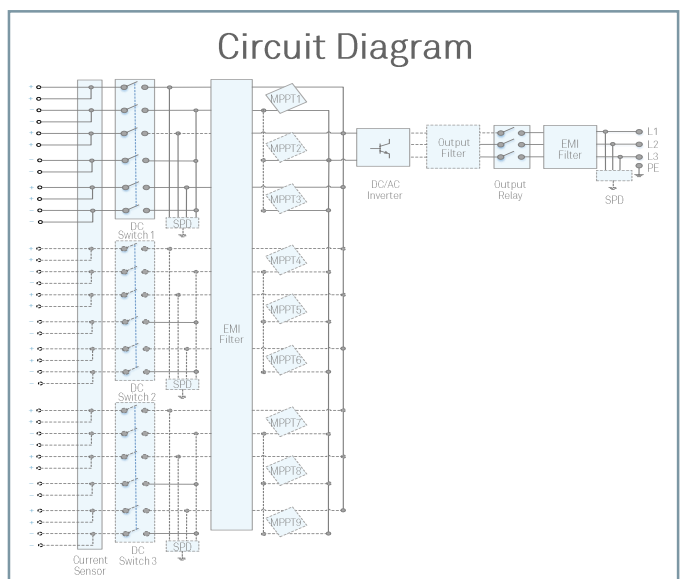 Circuit Diagram
MPPT1
MPPT2
MPPT3
SPD
DC
Switch 1
DC/AC
Inverter
Output
Filter
Output
Relay
EMI
Filter
L1
L2
L3
PE
SPD
MPPT4
MPPT5
MPPT6
EMI
Filter
SPD
DC
Switch 2
MPPT7
MPPT8
MPPT9
SPD
DC
Switch 3
Current
Sensor